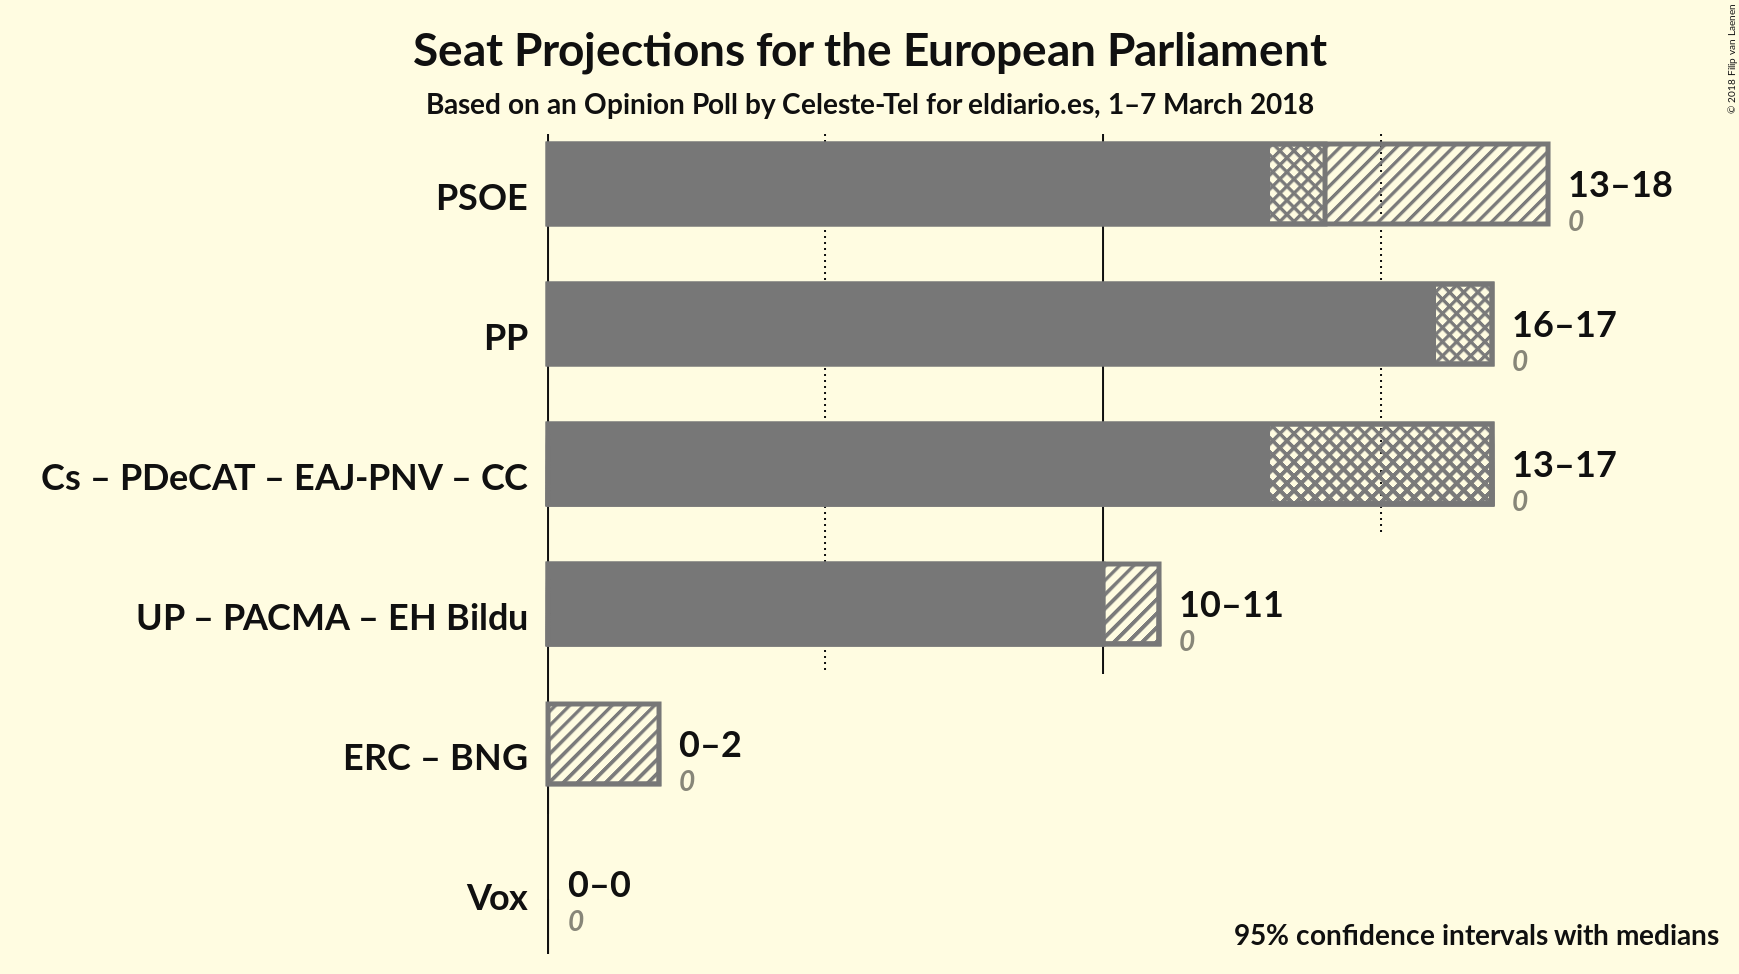 Seat Projections for the European Parliament
Based on an Opinion Poll by Celeste-Tel for eldiario.es, 1–7 March 2018
© 2018 Filip van Laenen
PSOE
13–18
0
PP
16–17
0
Cs – PDeCAT – EAJ-PNV – CC
13–17
0
UP – PACMA – EH Bildu
10–11
0
ERC – BNG
0–2
0
Vox
0–0
0
95% confidence intervals with medians